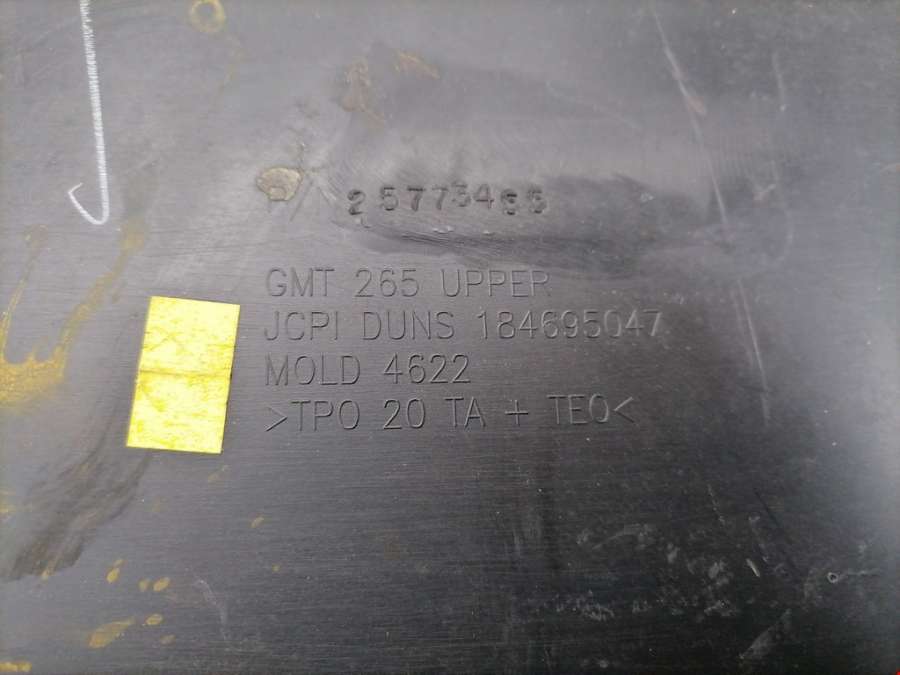 25773466
GMT 265 UPPER
JCPI DUNS 184695047
MOLD 4622
>TPO 20 TA + TEO<